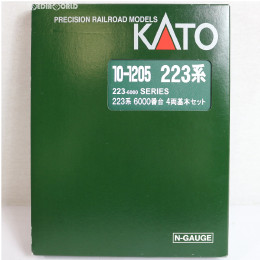 PRECISION RAILROAD MODELS
KATO
10-1205 223系
223-6000 SERIES
223系 6000番台 4両基本セット
N-GAUGE